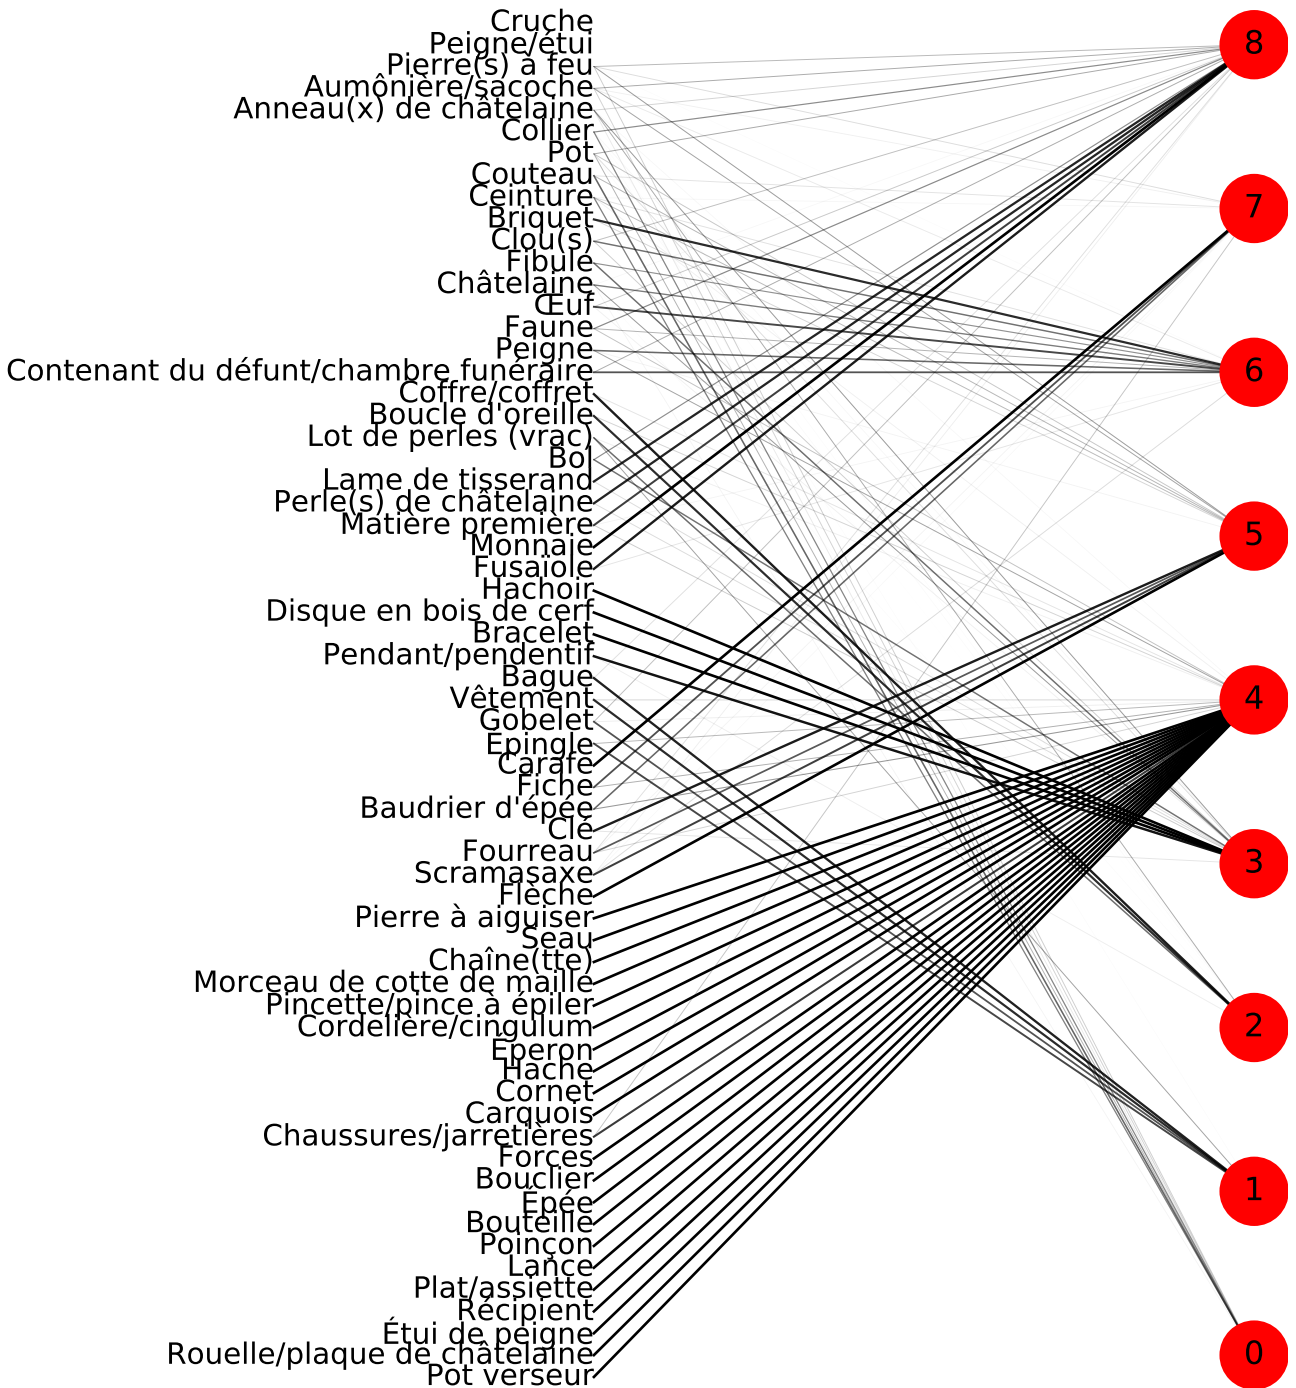 Cruche
Peigne/étui
Pierre(s) à feu
Aumônière/sacoche
Anneau(x) de châtelaine
Collier
Pot
Couteau
Ceinture
Briquet
Clou(s)
Fibule
Châtelaine
Œuf
Faune
Peigne
Contenant du défunt/chambre funéraire
Coffre/coffret
Boucle d'oreille
Lot de perles (vrac)
Bol
Lame de tisserand
Perle(s) de châtelaine
Matière première
Monnaie
Fusaïole
Hachoir
Disque en bois de cerf
Bracelet
Pendant/pendentif
Bague
Vêtement
Gobelet
Épingle
Carafe
Fiche
Baudrier d'épée
Clé
Fourreau
Scramasaxe
Flèche
Pierre à aiguiser
Seau
Chaîne(tte)
Morceau de cotte de maille
Pincette/pince à épiler
Cordelière/cingulum
Éperon
Hache
Cornet
Carquois
Chaussures/jarretières
Forces
Bouclier
Épée
Bouteille
Poinçon
Lance
Plat/assiette
Récipient
Étui de peigne
Rouelle/plaque de châtelaine
Pot verseur
8
7
6
5
4
3
2
1
0